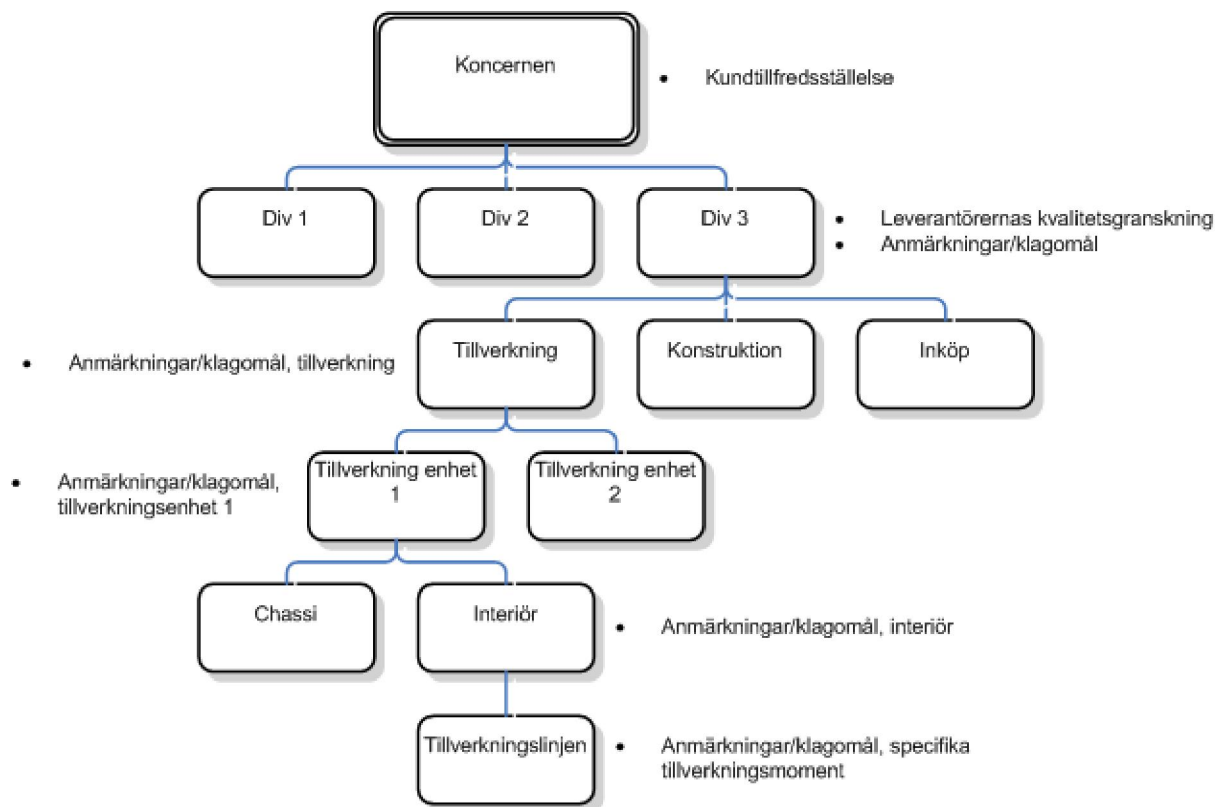 Koncernen
• Kundtillfredsställelse
Div 1
Div 2
Div 3
• Leverantörernas kvalitetsgranskning
• Anmärkningar/klagomål
• Anmärkningar/klagomål, tillverkning
Tillverkning
Konstruktion
Inköp
• Anmärkningar/klagomål,
tillverkningsenhet 1
Tillverkning enhet
1
Tillverkning enhet
2
Chassi
Interiör
• Anmärkningar/klagomål, interiör
Tillverkningslinjen
• Anmärkningar/klagomål, specifika
tillverkningsmoment